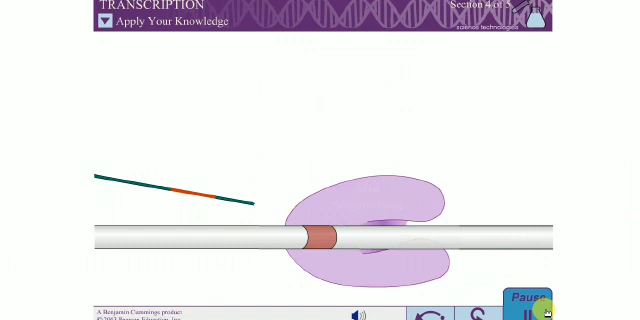 TRANSCRIPTION
Section 4 of 5
Apply Your Knowledge
science technologies
Pause
A Benjamin Cummings product